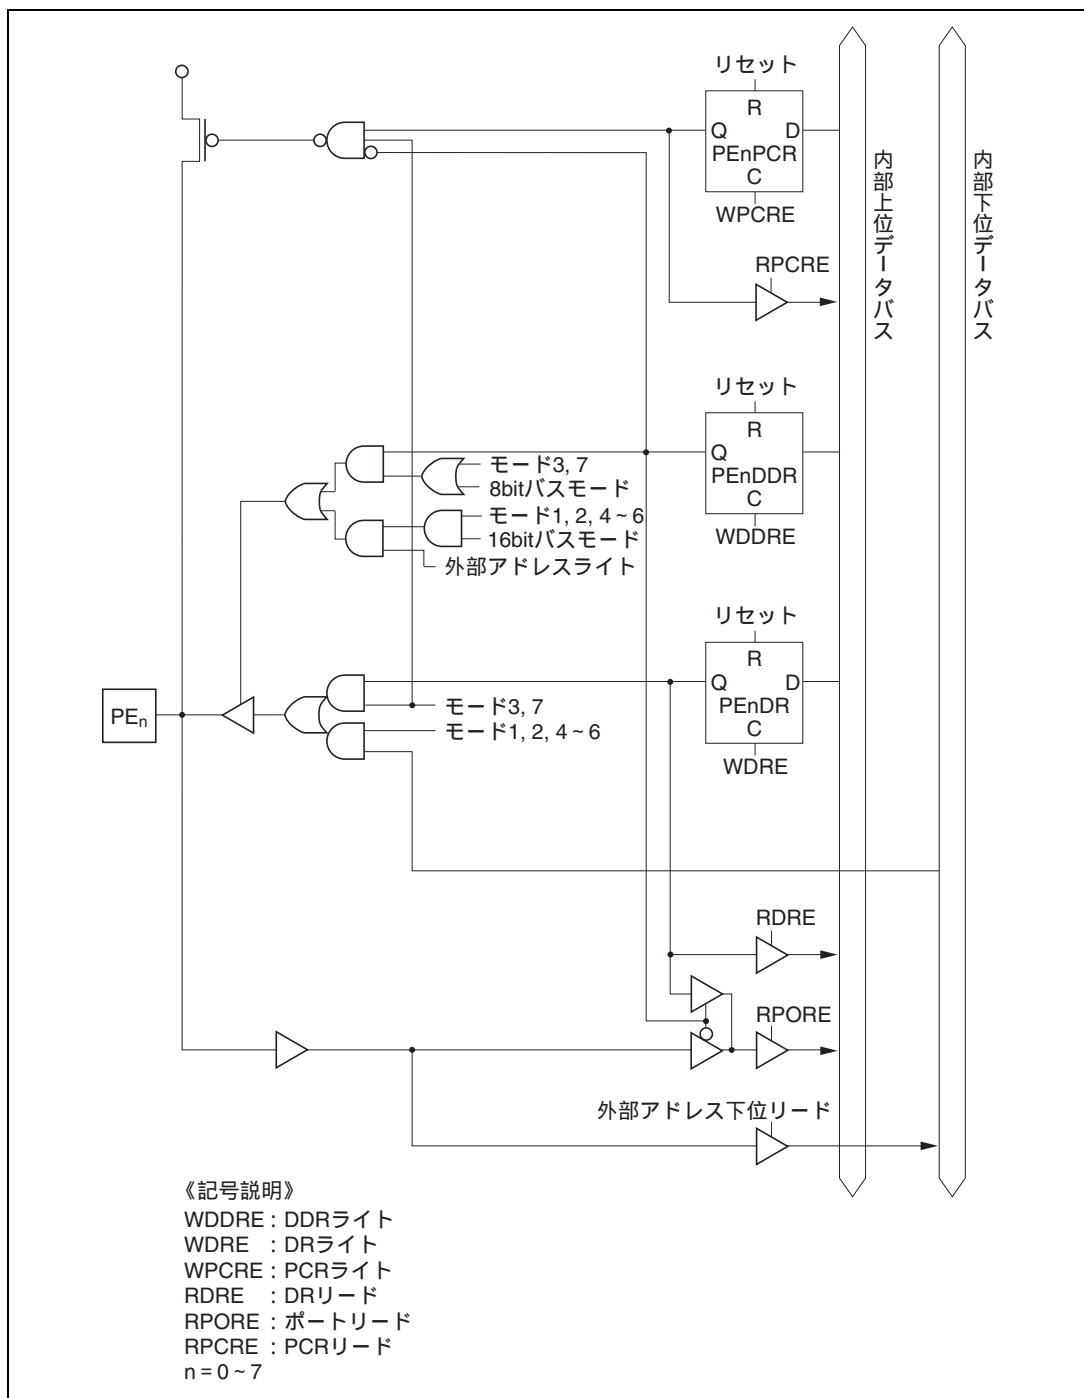 リセット
R
Q D
PEnPCR
C
WPCRE
RPCRE
内部上位データバス
内部下位データバス
リセット
R
Q
PEnDDR
C
WDDRE
モード3, 7
8bitバスモード
モード1, 2, 4~6
16bitバスモード
外部アドレスライト
リセット
R
Q D
PEnDR
C
WDRE
PEn
モード3, 7
モード1, 2, 4~6
RDRE
RPORE
外部アドレス下位リード
《記号説明》
WDDRE : DDRライト
WDRE : DRライト
WPCRE : PCRライト
RDRE : DRリード
RPORE : ポートリード
RPCRE : PCRリード
n = 0 ~ 7